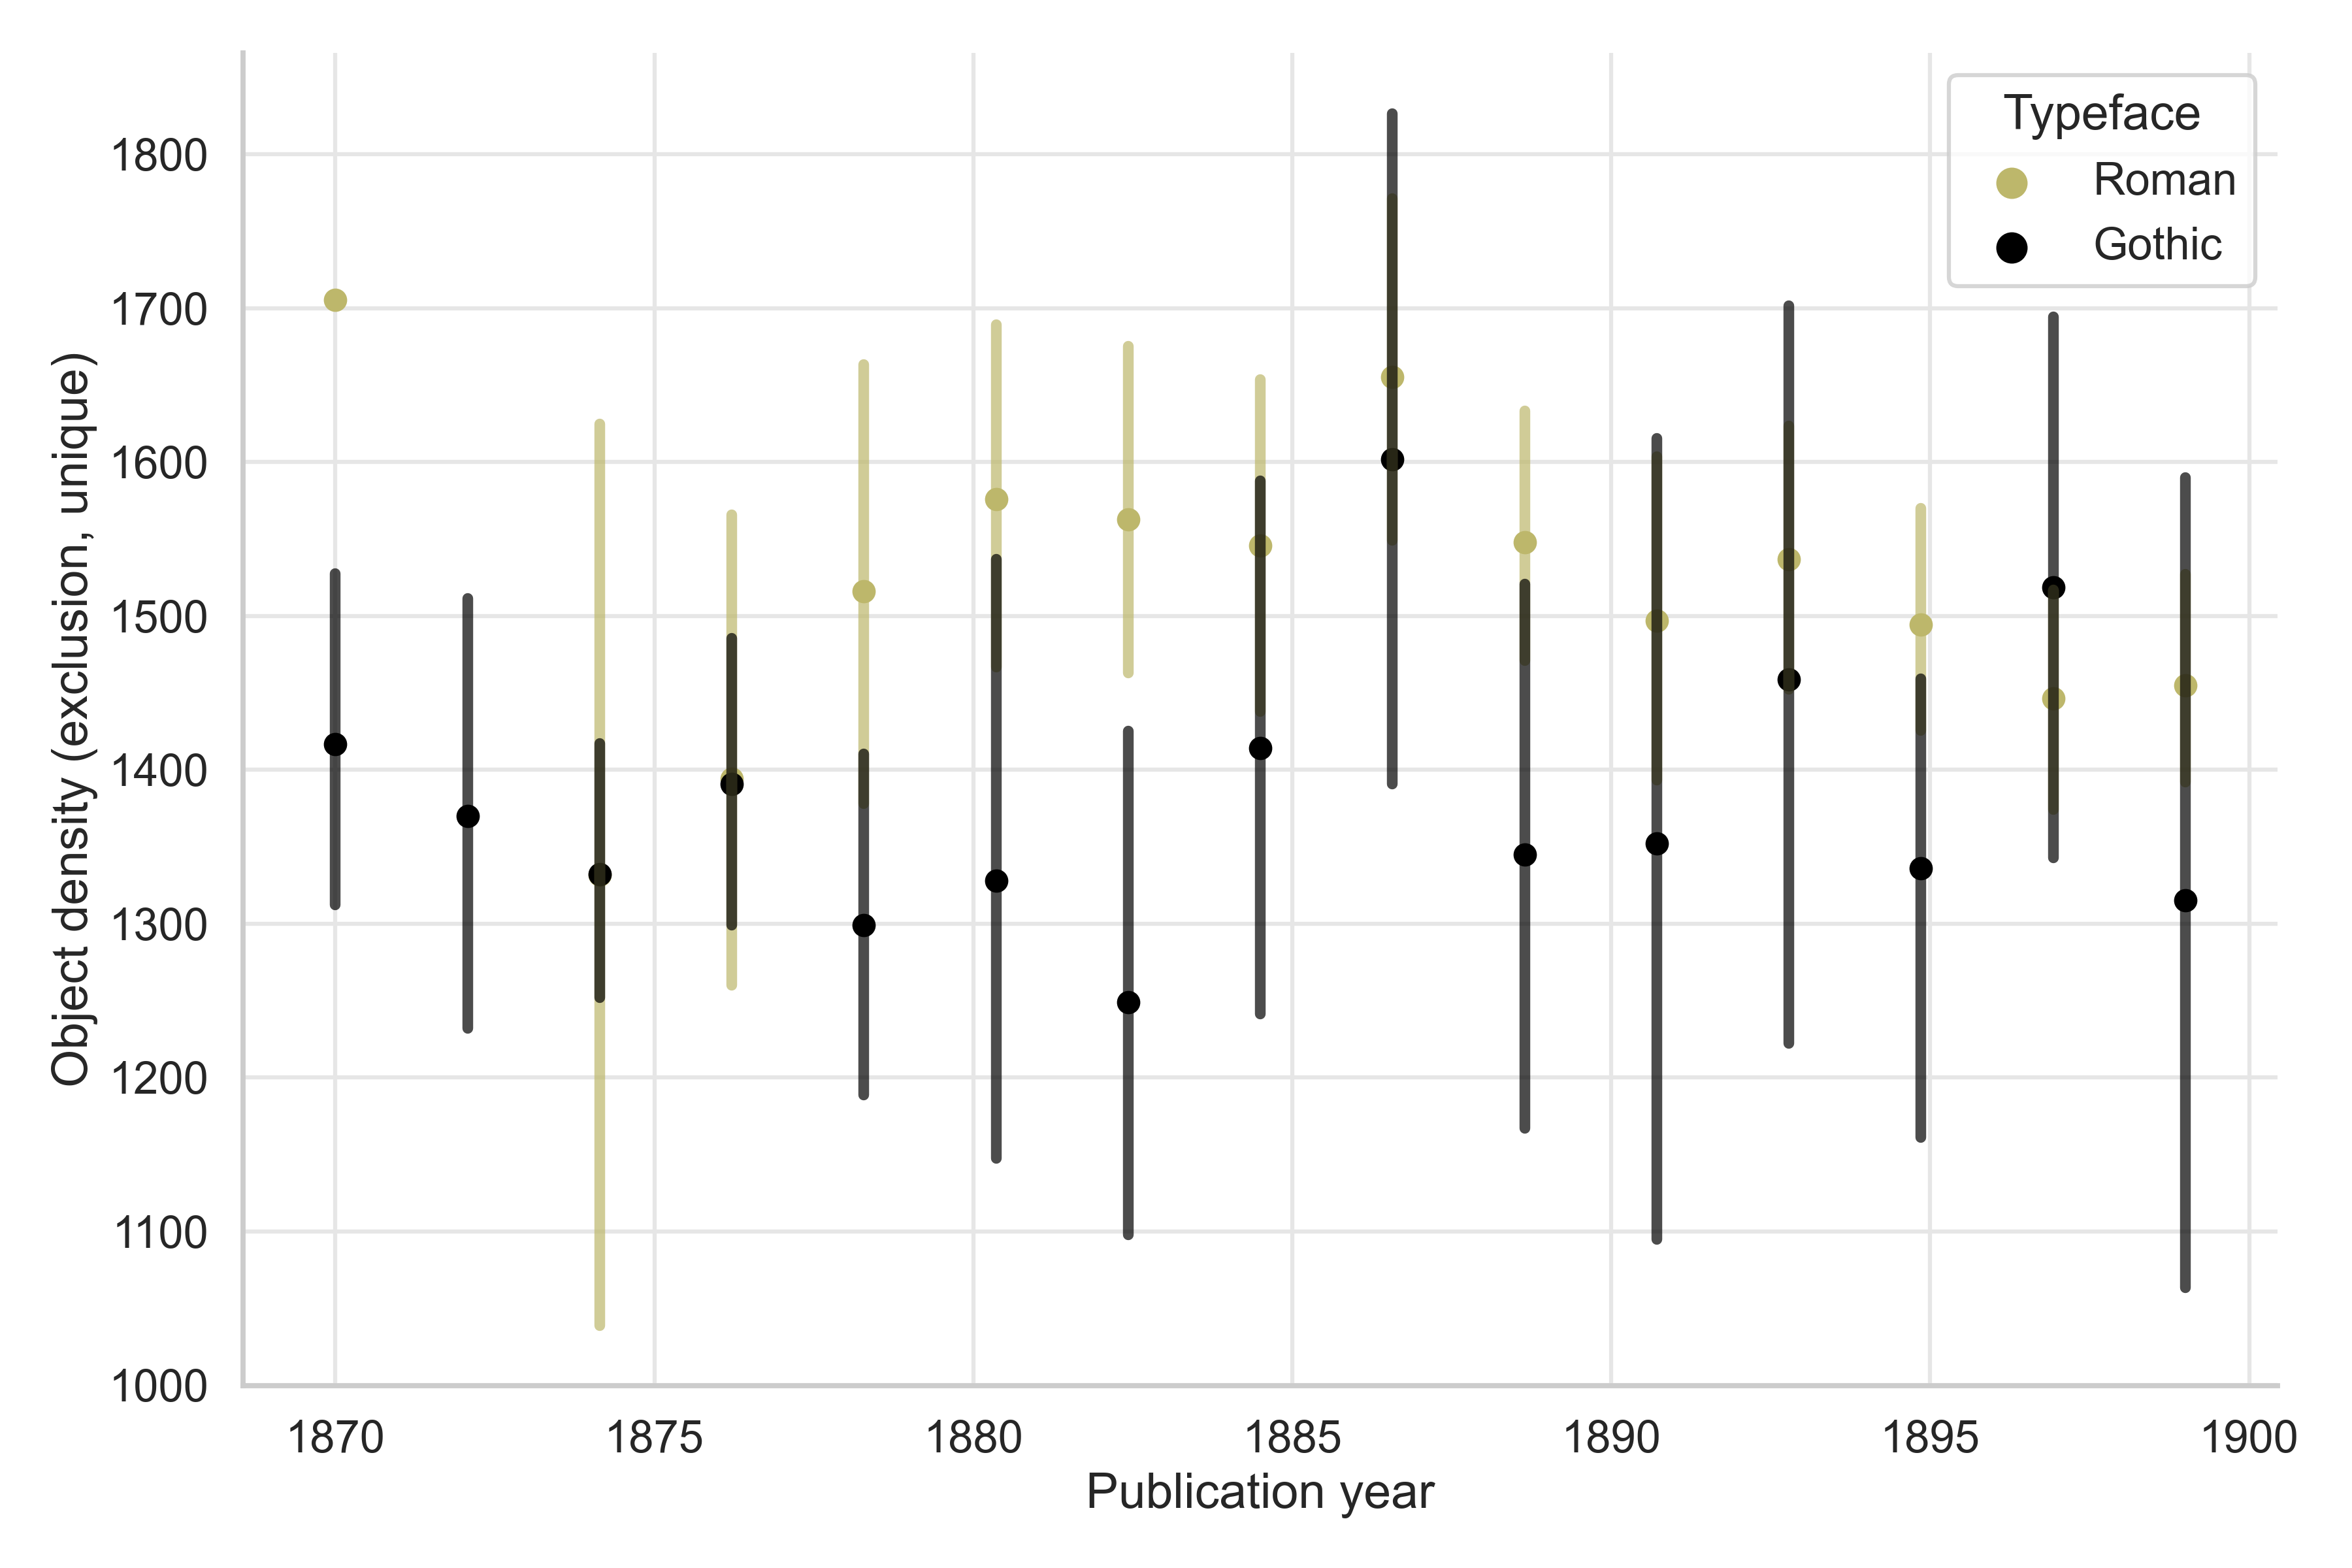 Object density (exclusion, unique)
1800
1700
1600
1500
1400
1300
1200
1100
1000
Typeface
Roman
Gothic
1870 1875 1880 1885 1890 1895 1900
Publication year